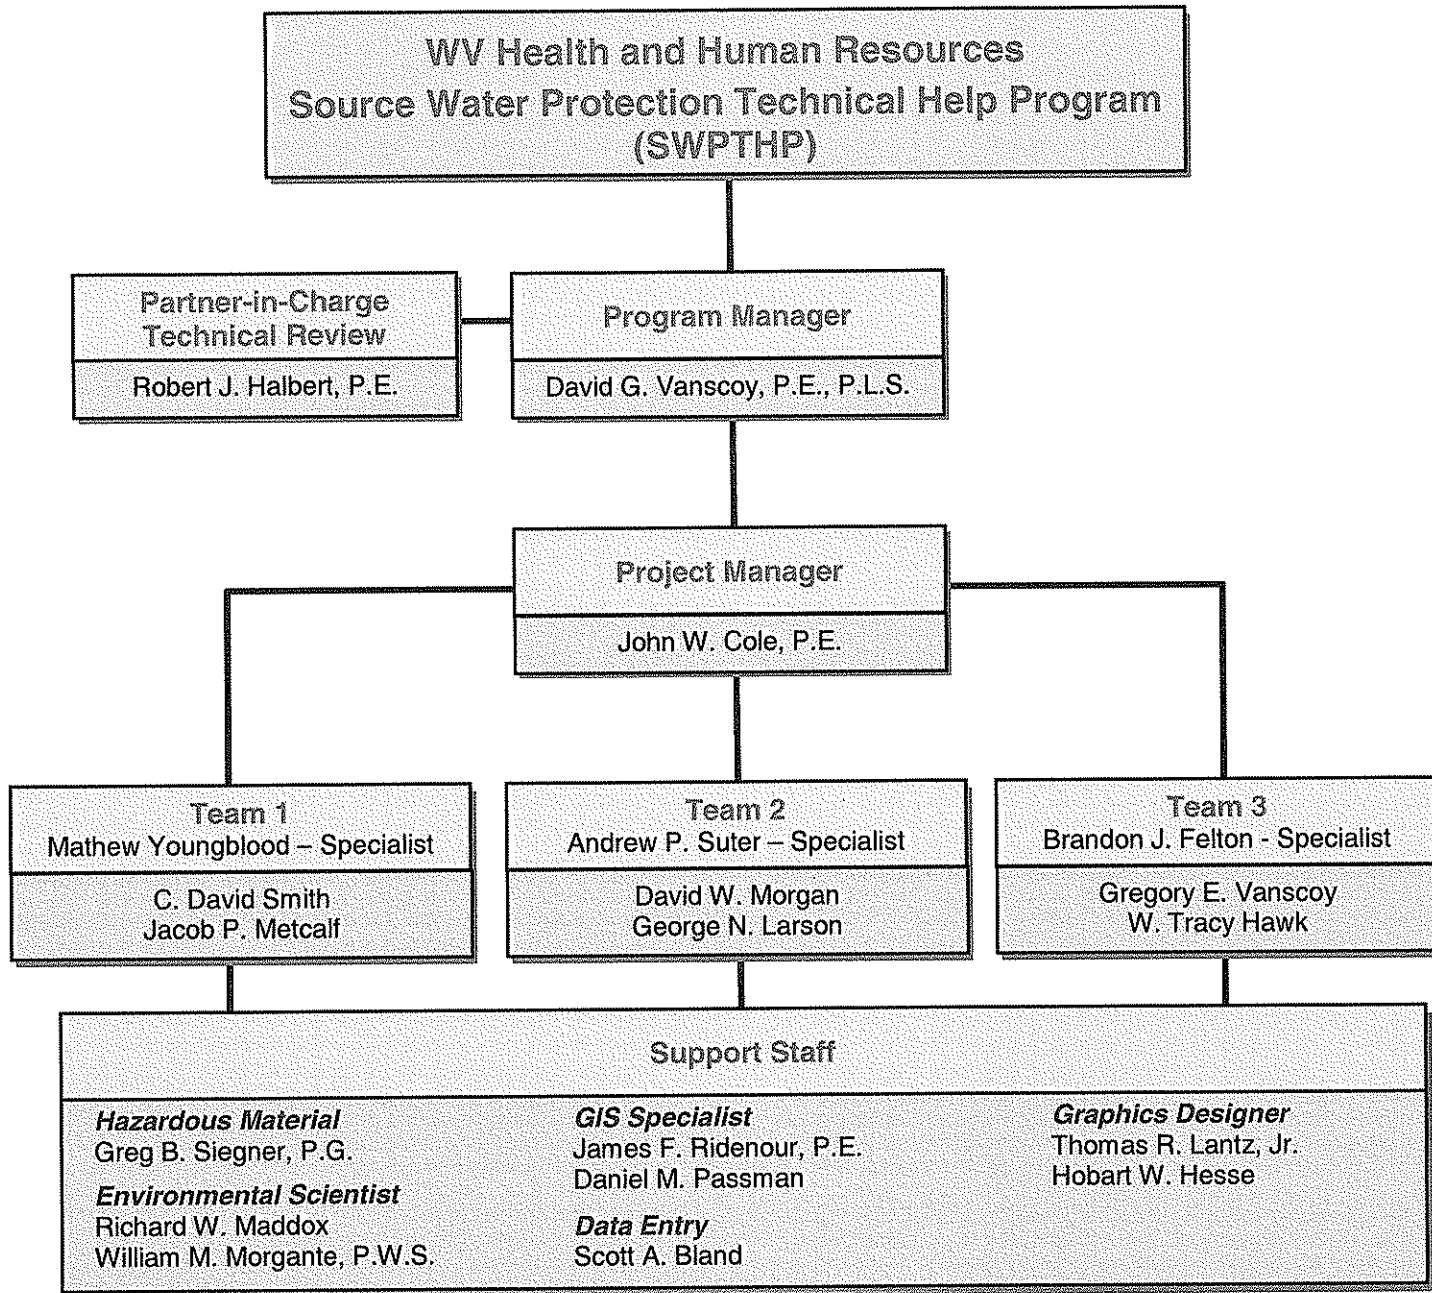 WV Health and Human Resources
Source Water Protection Technical Help Program
(SWPTHP)
Partner-in-Charge
Technical Review
Robert J. Halbert, P.E.
Program Manager
David G. Vanscoy, P.E., P.L.S.
Project Manager
John W. Cole, P.E.
Team 1
Mathew Youngblood – Specialist
C. David Smith
Jacob P. Metcalf
Team 2
Andrew P. Suter – Specialist
David W. Morgan
George N. Larson
Team 3
Brandon J. Felton - Specialist
Gregory E. Vanscoy
W. Tracy Hawk
Support Staff
Hazardous Material
Greg B. Siegner, P.G.
Environmental Scientist
Richard W. Maddox
William M. Morgante, P.W.S.
GIS Specialist
James F. Ridenour, P.E.
Daniel M. Passman
Data Entry
Scott A. Bland
Graphics Designer
Thomas R. Lantz, Jr.
Hobart W. Hesse